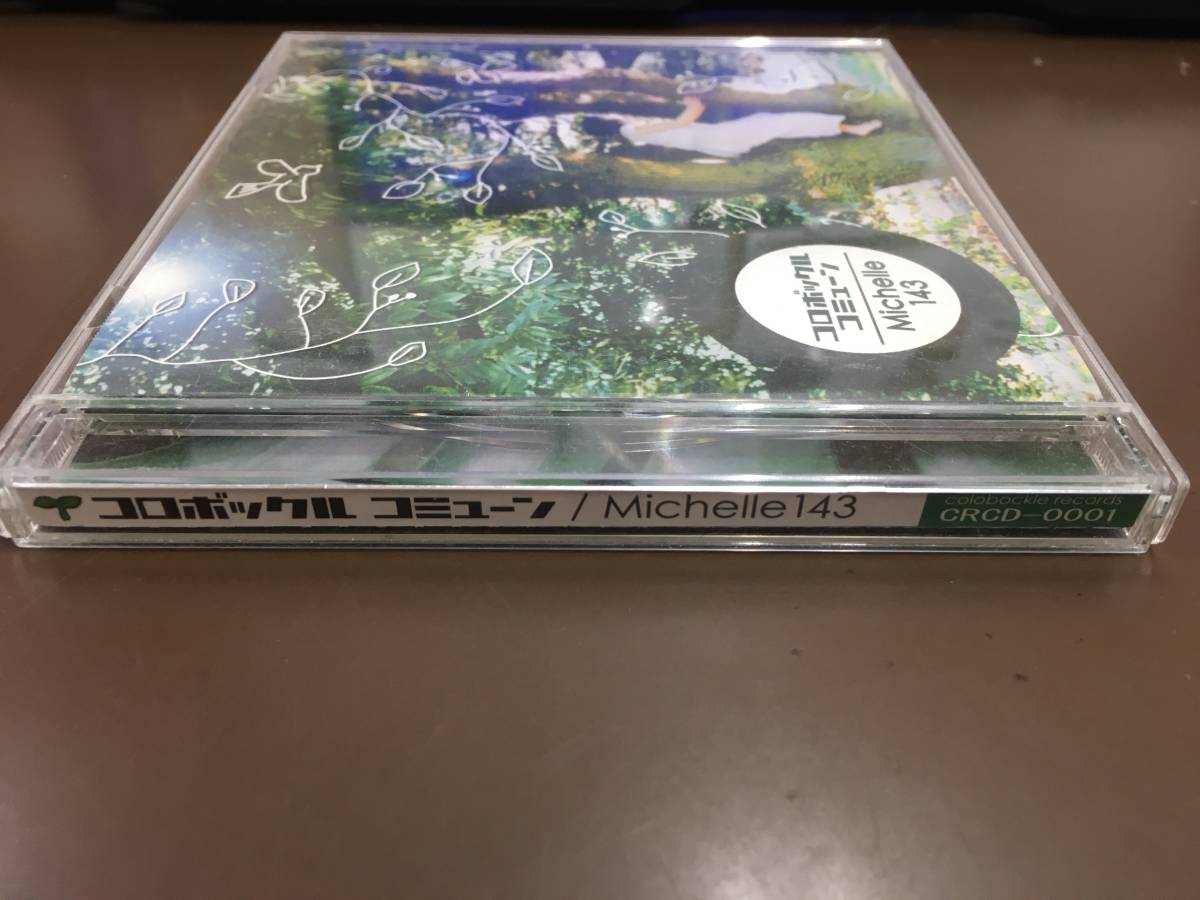 コロボックル
コミューン
Michelle
143
コロボックル コミューン / Michelle143
colobockle records
CRCD-0001